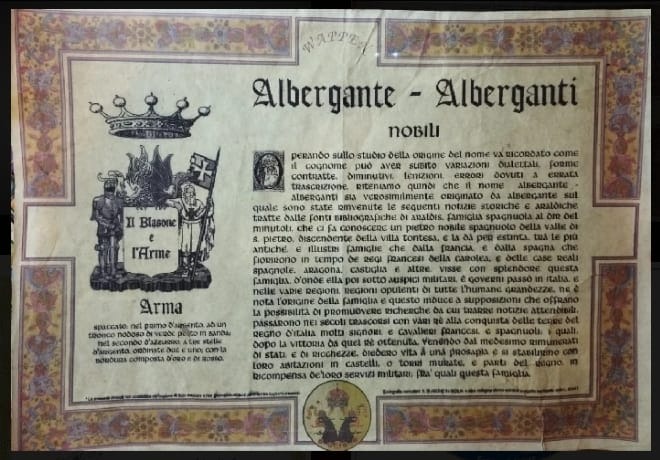 WAPPEN
Albergante - Alberganti
NOBILI
Il Blasone
e
l'Arme
Arma
spaccato: nel primo d'argento, ad un
tronco nodoso di verde, posto in sanda;
nel secondo d'azzurro, a tre stelle
d'argento, ordinate due e uno; con la
bordura composta d'oro e di rosso.
Operando sullo studio della origine del nome va ricordato come
il cognome può aver subito variazioni dialettali, forme
contratte, diminutivi, lenizioni, errori dovuti a errata
trascrizione, riteniamo quindi che il nome albergante -
alberganti sia verosimilmente originato da albergante sul
quale sono state rinvenute le seguenti notizie storiche e araldiche
tratte dalle fonti bibliografiche di araldis. famiglia spagnuola al dir del
minutoli, che ci fa conoscere un pietro nobile spagnuolo della valle di
s. pietro, discendente della villa tontesa, e la dà per estinta. tra le più
antiche, e illustri famiglie che dalla francia, e dalla spagna, che
fiorirono in tempo de regi francesi della carolea, e delle case reali
spagnole, aragona, castiglia e altre, visse con splendore questa
famiglia, d'onde ella poi sotto auspici militari, e governi passò in italia, e
nelle varie regioni, regioni opulenti di tutte l'humane grandezze. ne è
nota l'origine della famiglia e questo induce a supposizioni che offrano
la possibilità di promuovere ricerche da cui trarre notizie attendibili.
passarono nei secoli trascorsi con vari rè alla conquista delle terre del
regno d'italia molti signori, e cavalieri francesi, e spagnuoli, i quali,
dopo la vittoria da quel rè ottenuta, venendo dal medesimo rimunerati
di stati, e di ricchezze, diedero vita à una prosapia e si stabilirono con
loro abitazioni in castelli, o torri murate, e parti del regno, in
ricompensa de'loro servizi militari, fra' quali questa famiglia.